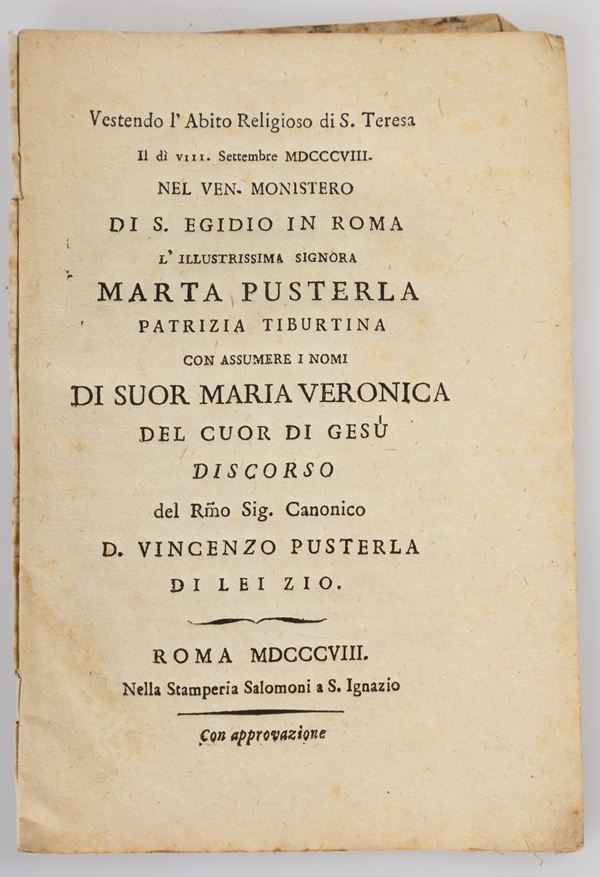 Vestendo l' Abito Religioso di S. Teresa
Il dì VIII. Settembre MDCCCVIII.
NEL VEN. MONISTERO
DI S. EGIDIO IN ROMA
L' ILLUSTRISSIMA SIGNORA
MARTA PUSTERLA
PATRIZIA TIBURTINA
CON ASSUMERE I NOMI
DI SUOR MARIA VERONICA
DEL CUOR DI GESÙ
DISCORSO
del Rm̃o Sig. Canonico
D. VINCENZO PUSTERLA
DI LEI ZIO.
ROMA MDCCCVIII.
Nella Stamperia Salomoni a S. Ignazio
Con approvazione